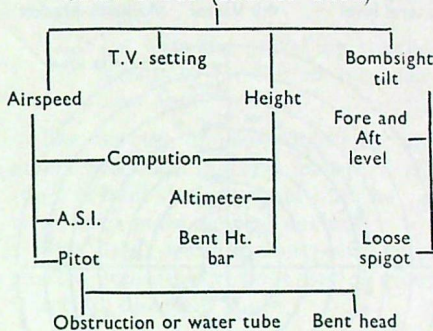 T.V. setting
Bombsight
tilt
Airspeed
Height
Fore and
Aft
level
Compution
Altimeter
A.S.I.
Bent Ht.
bar
Loose
spigot
Pitot
Obstruction or water tube
Bent head